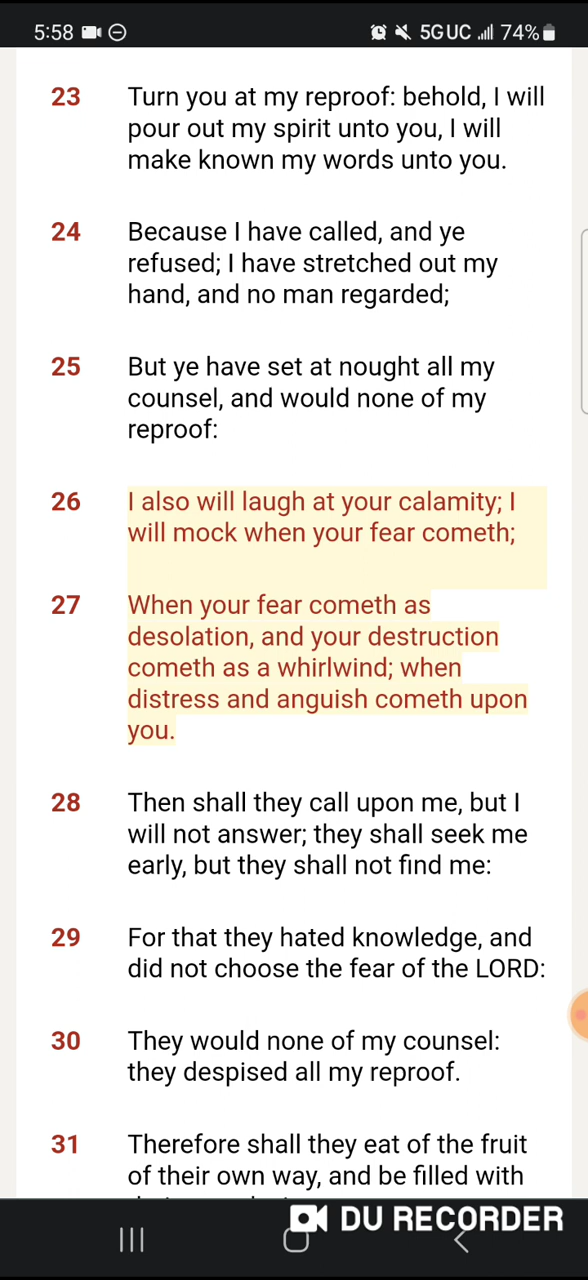 5:58
5G UC 74%
23 Turn you at my reproof: behold, I will
pour out my spirit unto you, I will
make known my words unto you.
24 Because I have called, and ye
refused; I have stretched out my
hand, and no man regarded;
25 But ye have set at nought all my
counsel, and would none of my
reproof:
26 I also will laugh at your calamity; I
will mock when your fear cometh;
27 When your fear cometh as
desolation, and your destruction
cometh as a whirlwind; when
distress and anguish cometh upon
you.
28 Then shall they call upon me, but I
will not answer; they shall seek me
early, but they shall not find me:
29 For that they hated knowledge, and
did not choose the fear of the LORD:
30 They would none of my counsel:
they despised all my reproof.
31 Therefore shall they eat of the fruit
of their own way, and be filled with
DU RECORDER